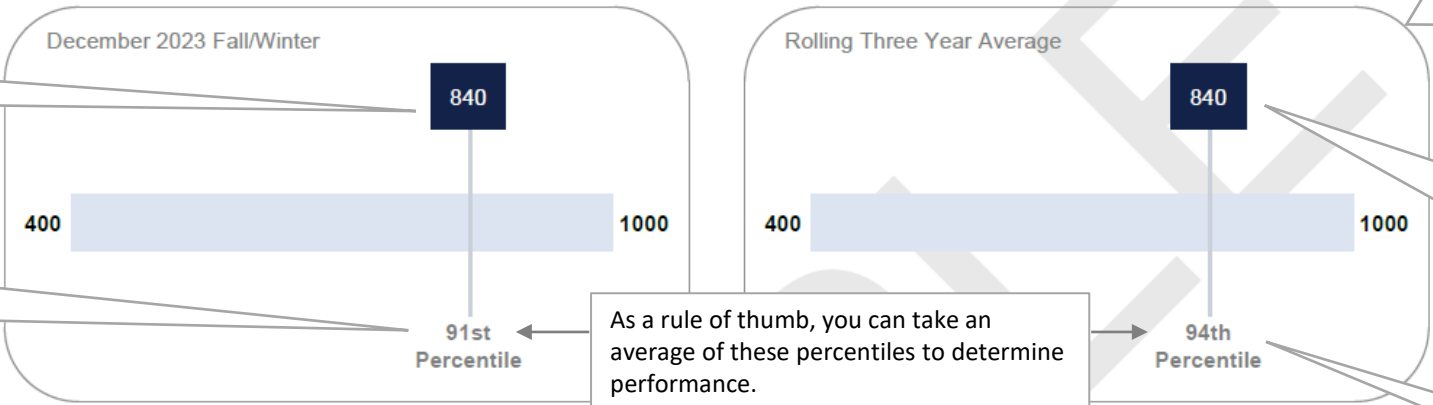 December 2023 Fall/Winter
840
400
1000
91st
Percentile
Rolling Three Year Average
840
400
1000
94th
Percentile
As a rule of thumb, you can take an
average of these percentiles to determine
performance.